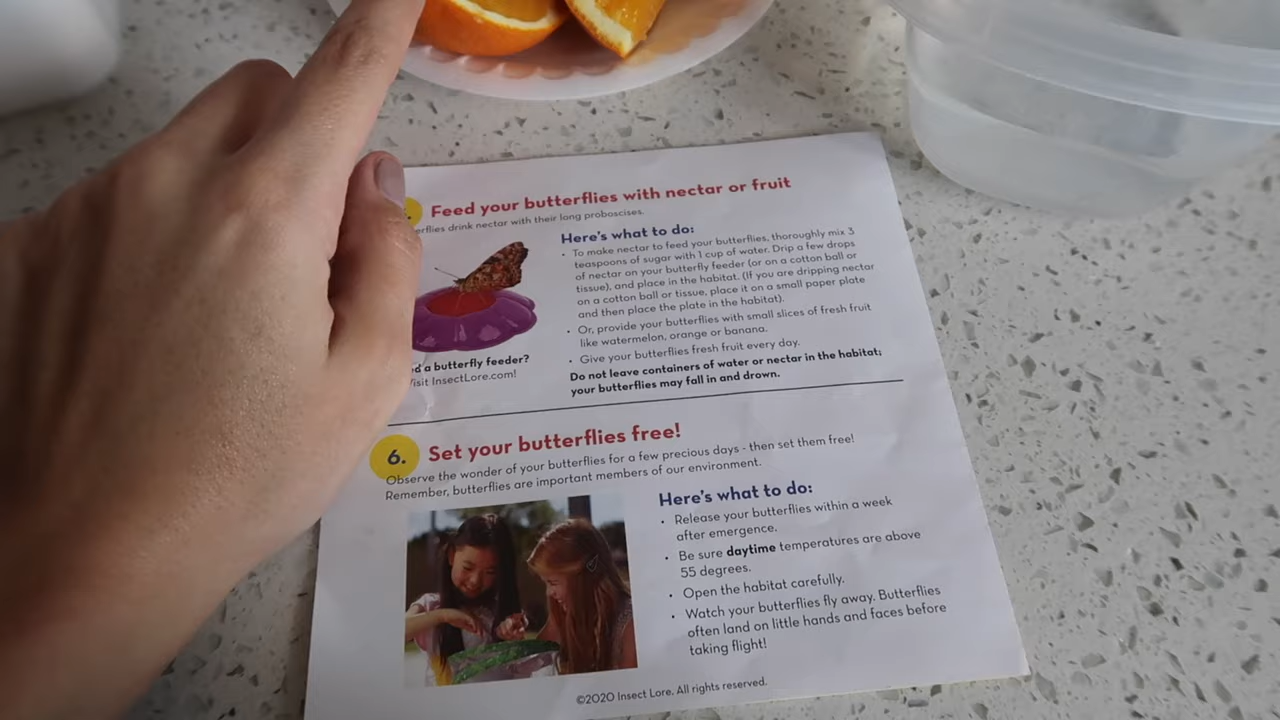 Feed your butterflies with nectar or fruit
erflies drink nectar with their long proboscises.
Here's what to do:
• To make nectar to feed your butterflies, thoroughly mix 3
teaspoons of sugar with 1 cup of water. Drip a few drops
of nectar on your butterfly feeder (or on a cotton ball or
tissue), and place in the habitat. (If you are dripping nectar
on a cotton ball or tissue, place it on a small paper plate
and then place the plate in the habitat).
• Or, provide your butterflies with small slices of fresh fruit
like watermelon, orange or banana.
• Give your butterflies fresh fruit every day.
Do not leave containers of water or nectar in the habitat;
your butterflies may fall in and drown.
d a butterfly feeder?
isit InsectLore.com!
6. Set your butterflies free!
Observe the wonder of your butterflies for a few precious days - then set them free!
Remember, butterflies are important members of our environment.
Here's what to do:
• Release your butterflies within a week
after emergence.
• Be sure daytime temperatures are above
55 degrees.
• Open the habitat carefully.
• Watch your butterflies fly away. Butterflies
often land on little hands and faces before
taking flight!
©2020 Insect Lore. All rights reserved.